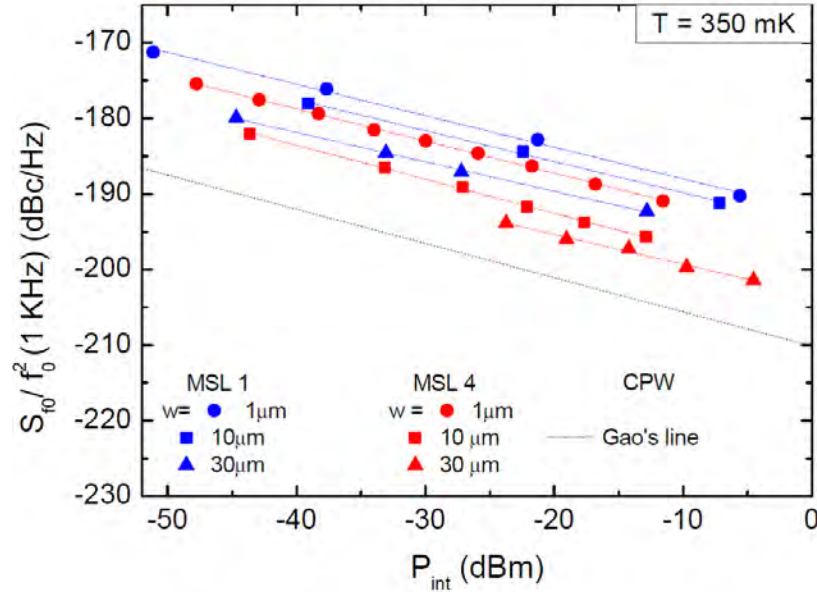 T = 350 mK
S_f0 / f_0^2 (1 KHz) (dBc/Hz)
-170
-180
-190
-200
-210
-220
-230
MSL 1 MSL 4 CPW
w= 1μm w = 1μm
10μm 10 μm Gao's line
30μm 30 μm
-50 -40 -30 -20 -10 0
P_int (dBm)